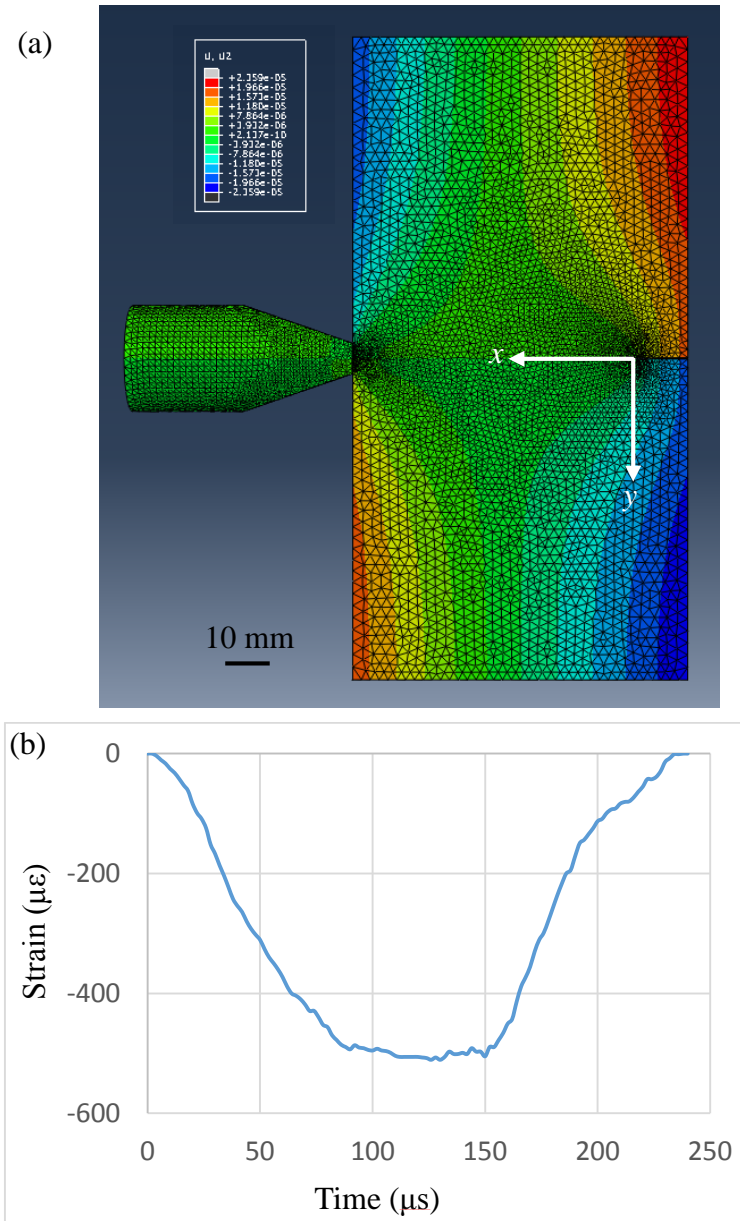 (a)
U, U2
+2.359e-05
+1.966e-05
+1.573e-05
+1.180e-05
+7.864e-06
+3.932e-06
+2.137e-10
-3.932e-06
-7.864e-06
-1.180e-05
-1.573e-05
-1.966e-05
-2.359e-05
x
y
10 mm
(b)
0
-200
-400
-600
Strain (με)
0
50
100
150
200
250
Time (μs)